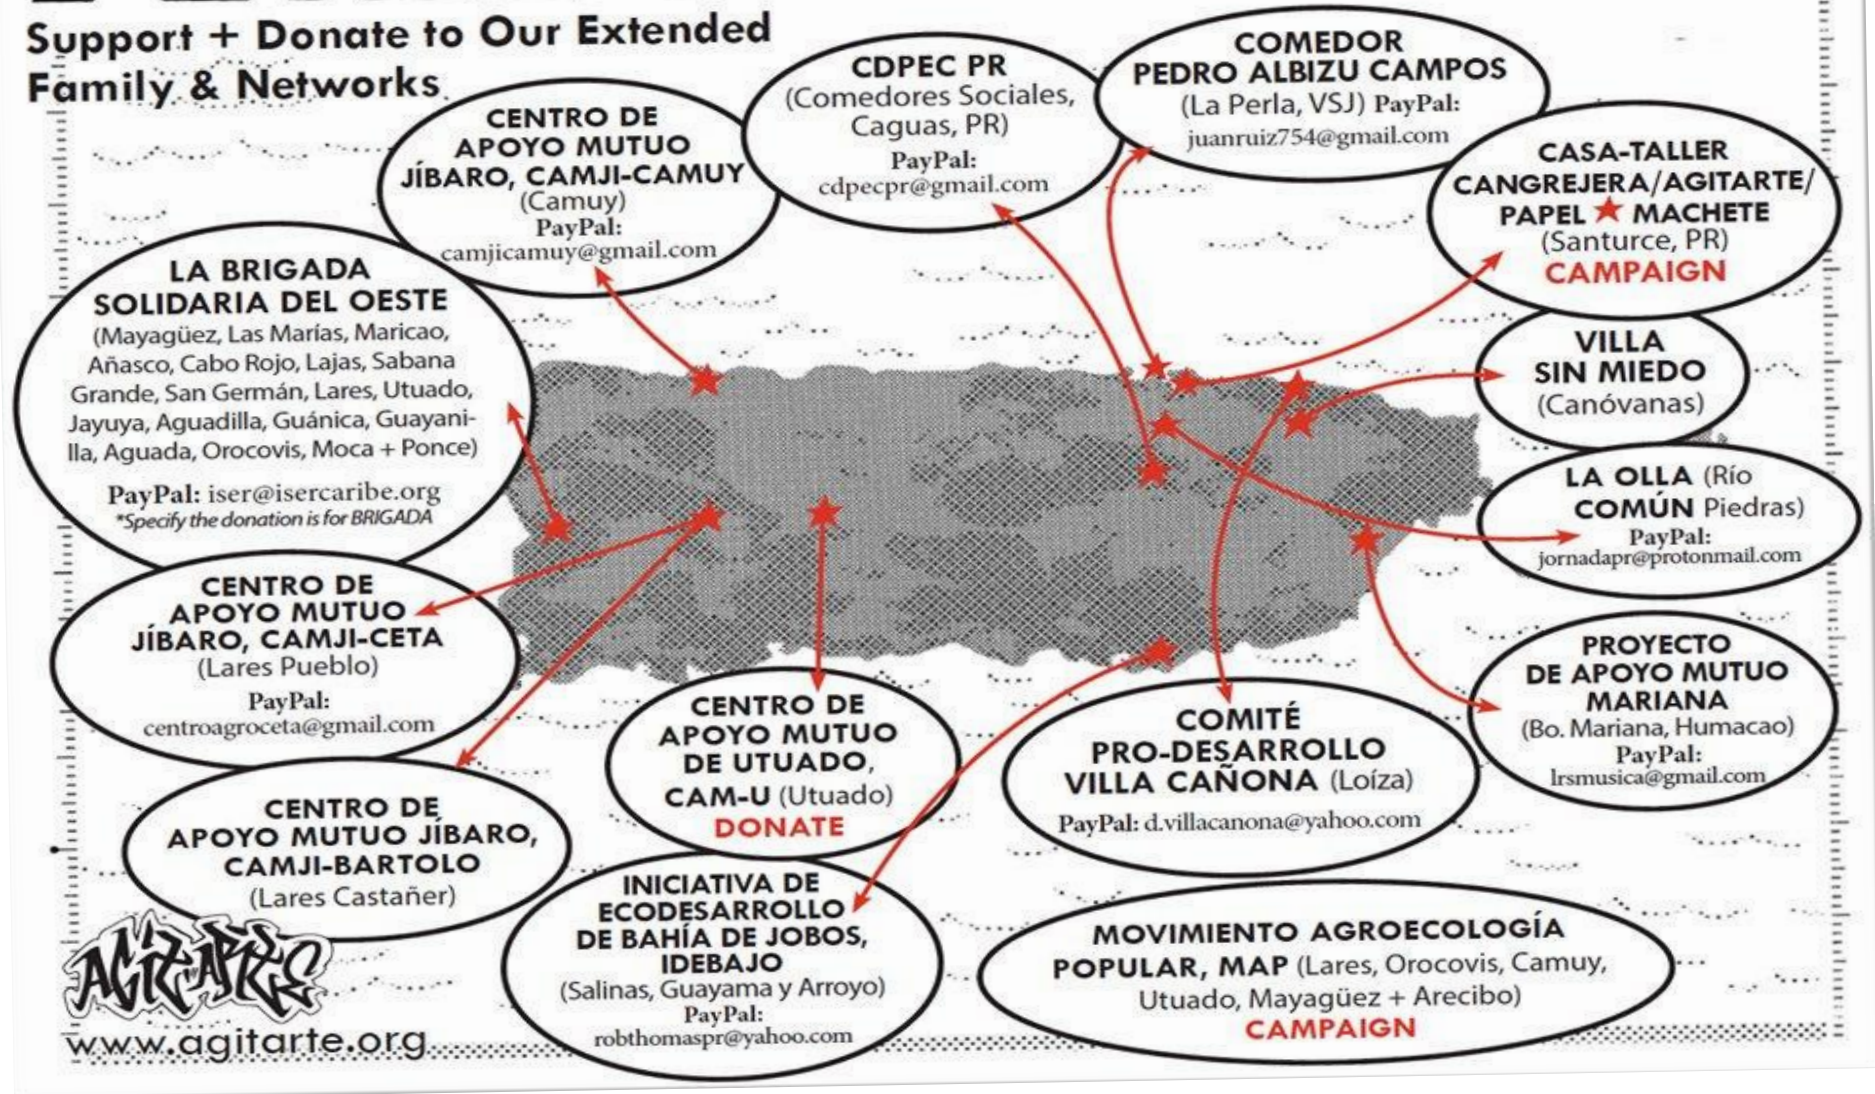 Support + Donate to Our Extended
Family & Networks
CENTRO DE
APOYO MUTUO
JÍBARO, CAMJI-CAMUY
(Camuy)
PayPal:
camjicamuy@gmail.com
CDPEC PR
(Comedores Sociales,
Caguas, PR)
PayPal:
cdpecpr@gmail.com
COMEDOR
PEDRO ALBIZU CAMPOS
(La Perla, VSJ) PayPal:
juanruiz754@gmail.com
CASA-TALLER
CANGREJERA/AGITARTE/
PAPEL ★ MACHETE
(Santurce, PR)
CAMPAIGN
LA BRIGADA
SOLIDARIA DEL OESTE
(Mayagüez, Las Marías, Maricao,
Añasco, Cabo Rojo, Lajas, Sabana
Grande, San Germán, Lares, Utuado,
Jayuya, Aguadilla, Guánica, Guayani-
lla, Aguada, Orocovis, Moca + Ponce)
PayPal: iser@isercaribe.org
*Specify the donation is for BRIGADA
VILLA
SIN MIEDO
(Canóvanas)
LA OLLA (Río
COMÚN Piedras)
PayPal:
jornadapr@protonmail.com
CENTRO DE
APOYO MUTUO
JÍBARO, CAMJI-CETA
(Lares Pueblo)
PayPal:
centroagroceta@gmail.com
PROYECTO
DE APOYO MUTUO
MARIANA
(Bo. Mariana, Humacao)
PayPal:
lrsmusica@gmail.com
CENTRO DE
APOYO MUTUO
DE UTUADO,
CAM-U (Utuado)
DONATE
COMITÉ
PRO-DESARROLLO
VILLA CAÑONA (Loíza)
PayPal: d.villacanona@yahoo.com
CENTRO DE
APOYO MUTUO JÍBARO,
CAMJI-BARTOLO
(Lares Castañer)
INICIATIVA DE
ECODESARROLLO
DE BAHÍA DE JOBOS,
IDEBAJO
(Salinas, Guayama y Arroyo)
PayPal:
robthomaspr@yahoo.com
MOVIMIENTO AGROECOLOGÍA
POPULAR, MAP (Lares, Orocovis, Camuy,
Utuado, Mayagüez + Arecibo)
CAMPAIGN
AGITARTE
www.agitarte.org